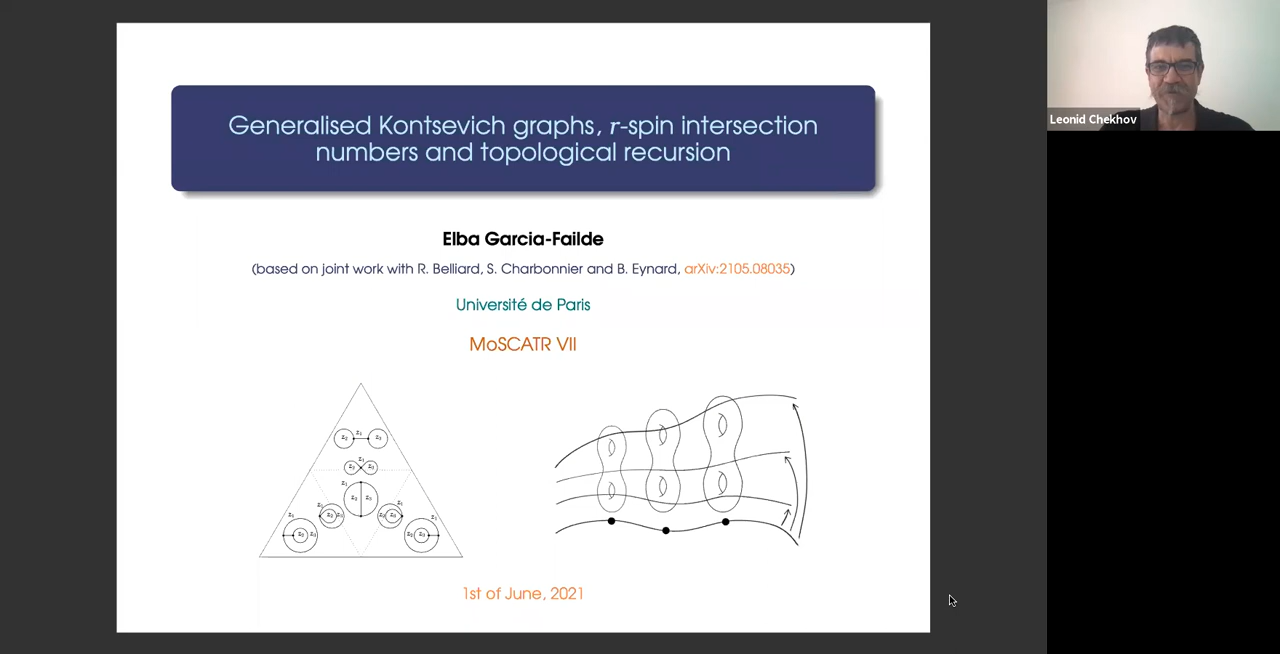 Generalised Kontsevich graphs, r-spin intersection
numbers and topological recursion
Elba Garcia-Failde
(based on joint work with R. Belliard, S. Charbonnier and B. Eynard, arXiv:2105.08035)
Université de Paris
MoSCATR VII
1st of June, 2021
Leonid Chekhov